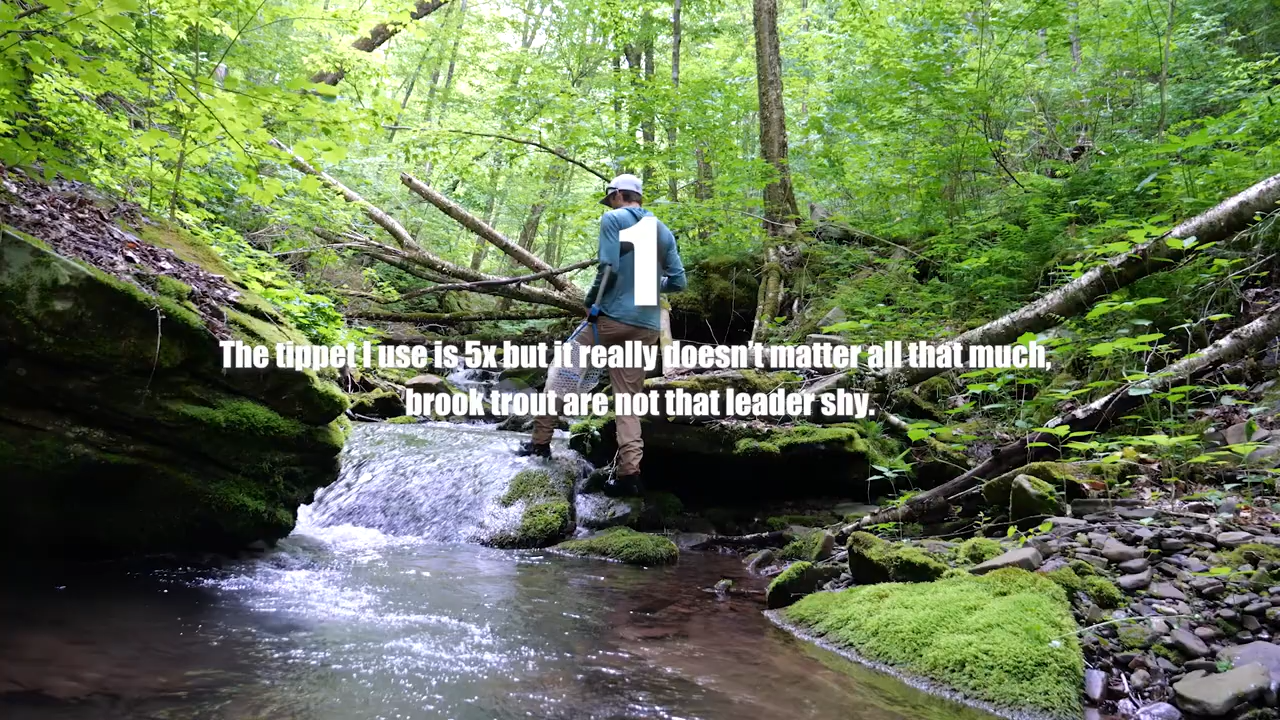 1
The tippet I use is 5x but it really doesn't matter all that much,
brook trout are not that leader shy.